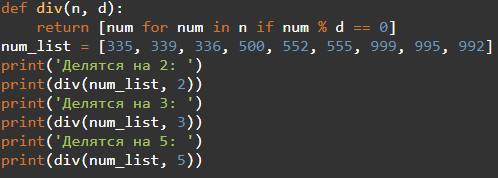 def div(n, d):
    return [num for num in n if num % d == 0]
num_list = [335, 339, 336, 500, 552, 555, 999, 995, 992]
print('Делятся на 2: ')
print(div(num_list, 2))
print('Делятся на 3: ')
print(div(num_list, 3))
print('Делятся на 5: ')
print(div(num_list, 5))